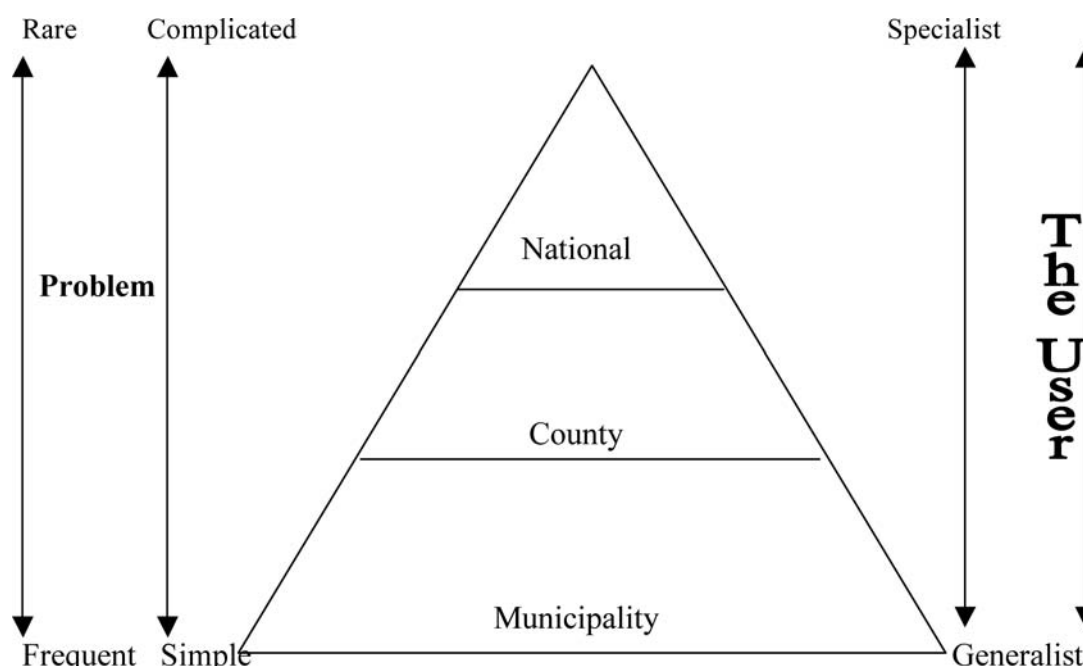 Rare Complicated Specialist
National
Problem
The User
County
Municipality
Frequent Simple Generalist